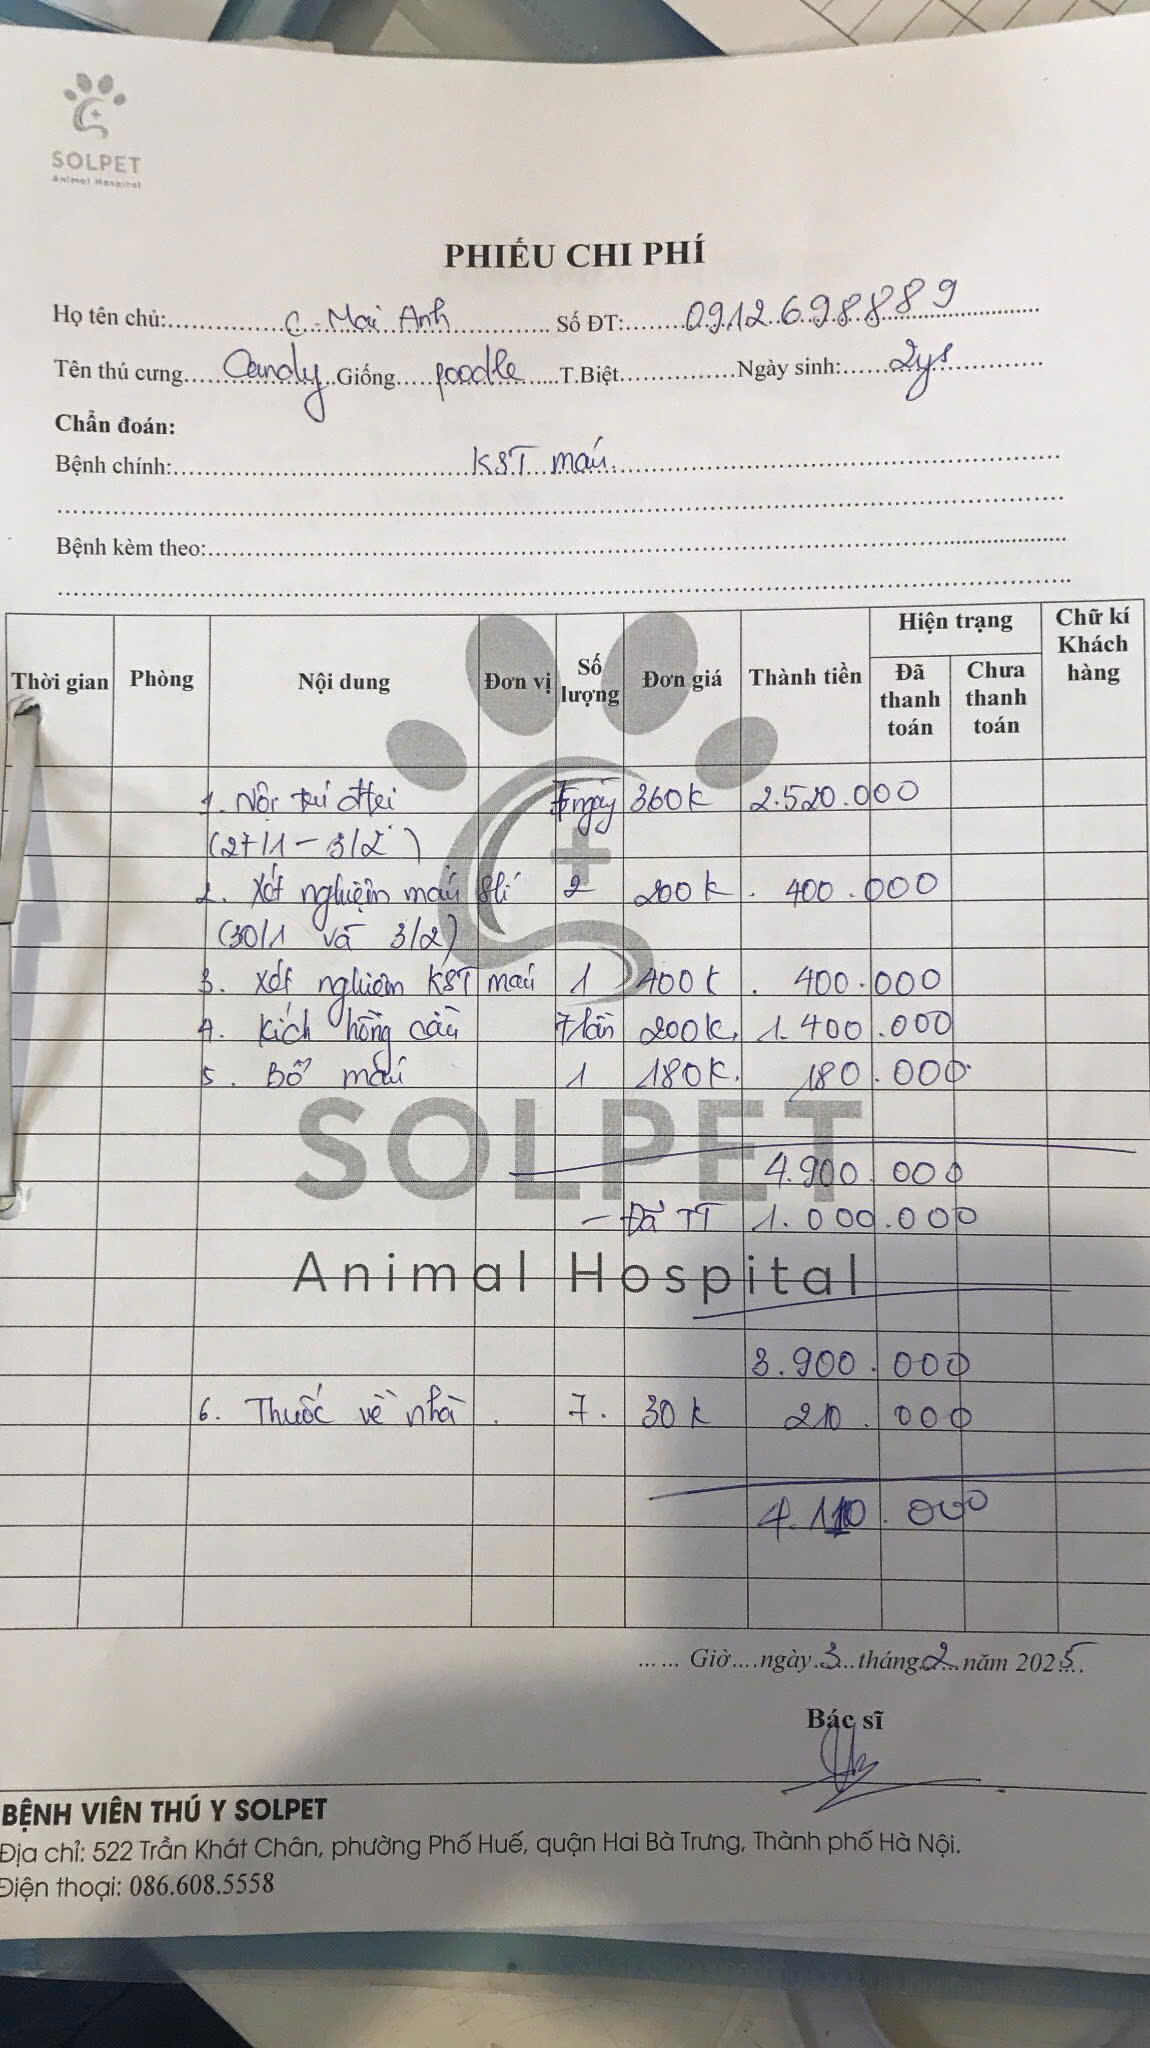 SOLPET
Animal Hospital
PHIẾU CHI PHÍ
Họ tên chủ: C. Mai Anh Số ĐT: 0912698889
Tên thú cưng Candy Giống poodle T.Biệt Ngày sinh: 2ys
Chẩn đoán:
Bệnh chính: KST máu
Bệnh kèm theo:
Thời gian Phòng Nội dung Đơn vị Số lượng Đơn giá Thành tiền Hiện trạng Đã thanh toán Chưa thanh toán Chữ kí Khách hàng
1. Nội trú 7 ngày 360k 2.520.000
(27/1 - 3/2)
2. Xét nghiệm máu 2 200k . 400.000
(30/1 và 3/2)
3. Xét nghiệm KST máu 1 400k . 400.000
4. Kích hồng cầu 7 lần 200k. 1.400.000
5. Bổ máu 1 180k. 180.000
SOLPET
4.900.000
- Đã TT 1.000.000
Animal Hospital
3.900.000
6. Thuốc về nhà . 7. 30k 210.000
4.110.000
Giờ ngày 3 tháng 2 năm 2025
Bác sĩ
BỆNH VIÊN THÚ Y SOLPET
Địa chỉ: 522 Trần Khát Chân, phường Phố Huế, quận Hai Bà Trưng, Thành phố Hà Nội.
Điện thoại: 086.608.5558